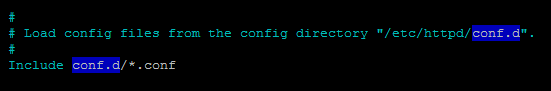 #
# Load config files from the config directory "/etc/httpd/conf.d".
#
Include conf.d/*.conf